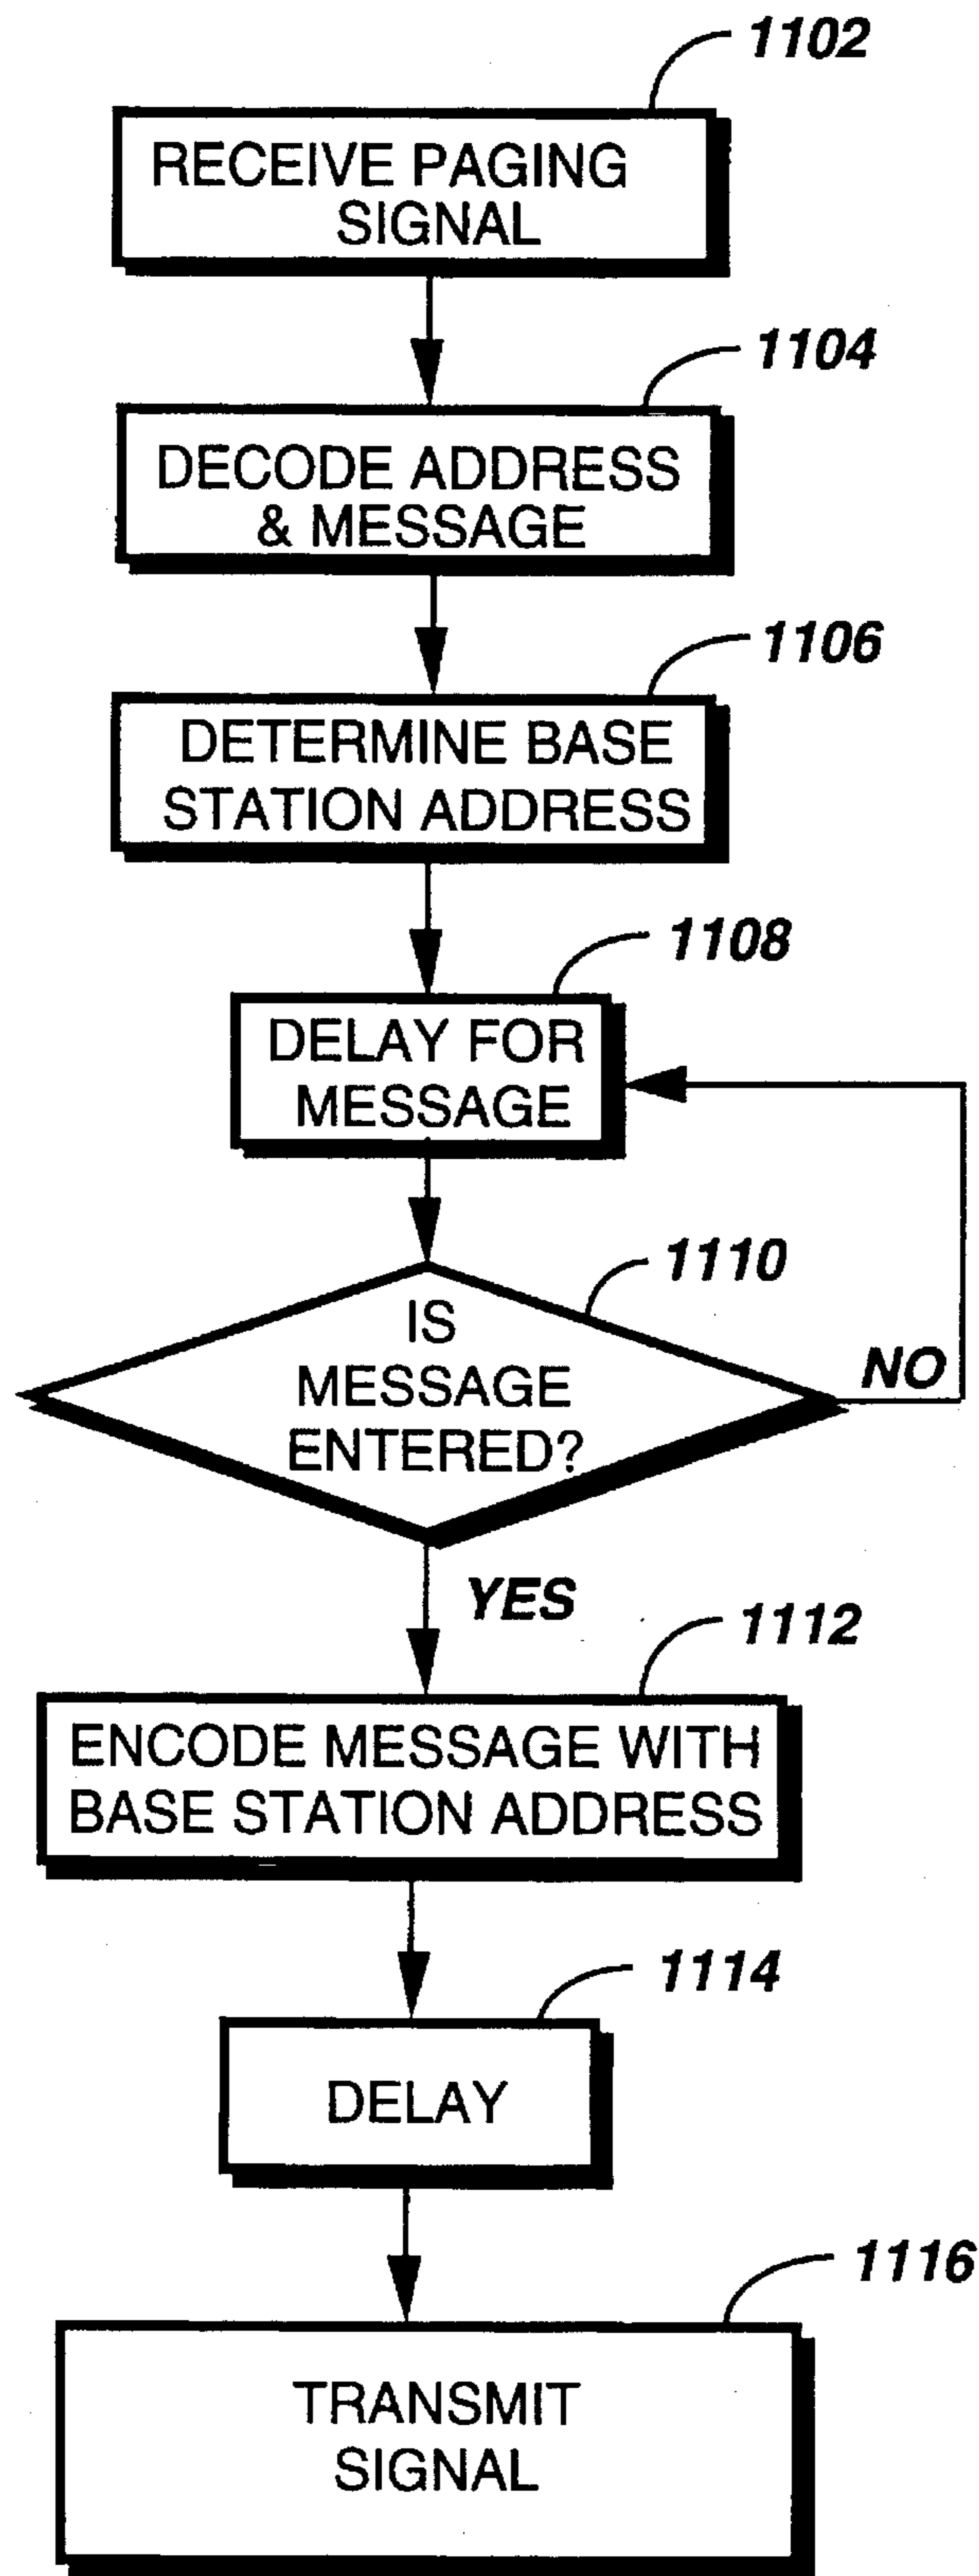 1102
RECEIVE PAGING
SIGNAL
1104
DECODE ADDRESS
& MESSAGE
1106
DETERMINE BASE
STATION ADDRESS
1108
DELAY FOR
MESSAGE
1110
IS
MESSAGE
ENTERED?
NO
YES
1112
ENCODE MESSAGE WITH
BASE STATION ADDRESS
1114
DELAY
1116
TRANSMIT
SIGNAL